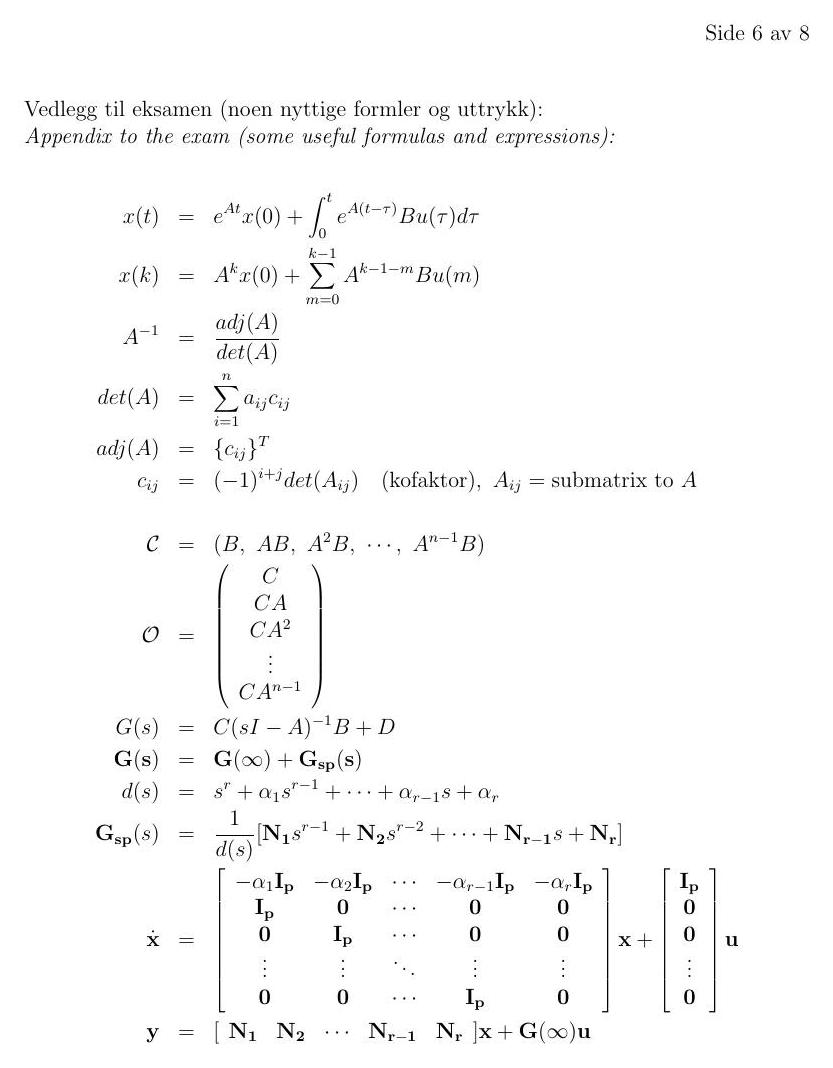 Side 6 av 8
Vedlegg til eksamen (noen nyttige formler og uttrykk):
Appendix to the exam (some useful formulas and expressions):
x(t) = e^{At}x(0) + ∫_0^t e^{A(t−τ)}Bu(τ)dτ
x(k) = A^k x(0) + ∑_{m=0}^{k−1} A^{k−1−m}Bu(m)
A^{−1} = adj(A) / det(A)
det(A) = ∑_{i=1}^{n} a_{ij}c_{ij}
adj(A) = {c_{ij}}^T
c_{ij} = (−1)^{i+j}det(A_{ij}) (kofaktor), A_{ij} = submatrix to A
𝒞 = (B, AB, A^2B, ⋯, A^{n−1}B)
𝒪 = ( C
CA
CA^2
⋮
CA^{n−1} )
G(s) = C(sI − A)^{−1}B + D
G(s) = G(∞) + G_{sp}(s)
d(s) = s^r + α_1s^{r−1} + ⋯ + α_{r−1}s + α_r
G_{sp}(s) = 1/d(s) [N_1s^{r−1} + N_2s^{r−2} + ⋯ + N_{r−1}s + N_r]
ẋ = [ −α_1I_p −α_2I_p ⋯ −α_{r−1}I_p −α_rI_p
I_p 0 ⋯ 0 0
0 I_p ⋯ 0 0
⋮ ⋮ ⋱ ⋮ ⋮
0 0 ⋯ I_p 0 ] x + [ I_p
0
0
⋮
0 ] u
y = [ N_1 N_2 ⋯ N_{r−1} N_r ]x + G(∞)u